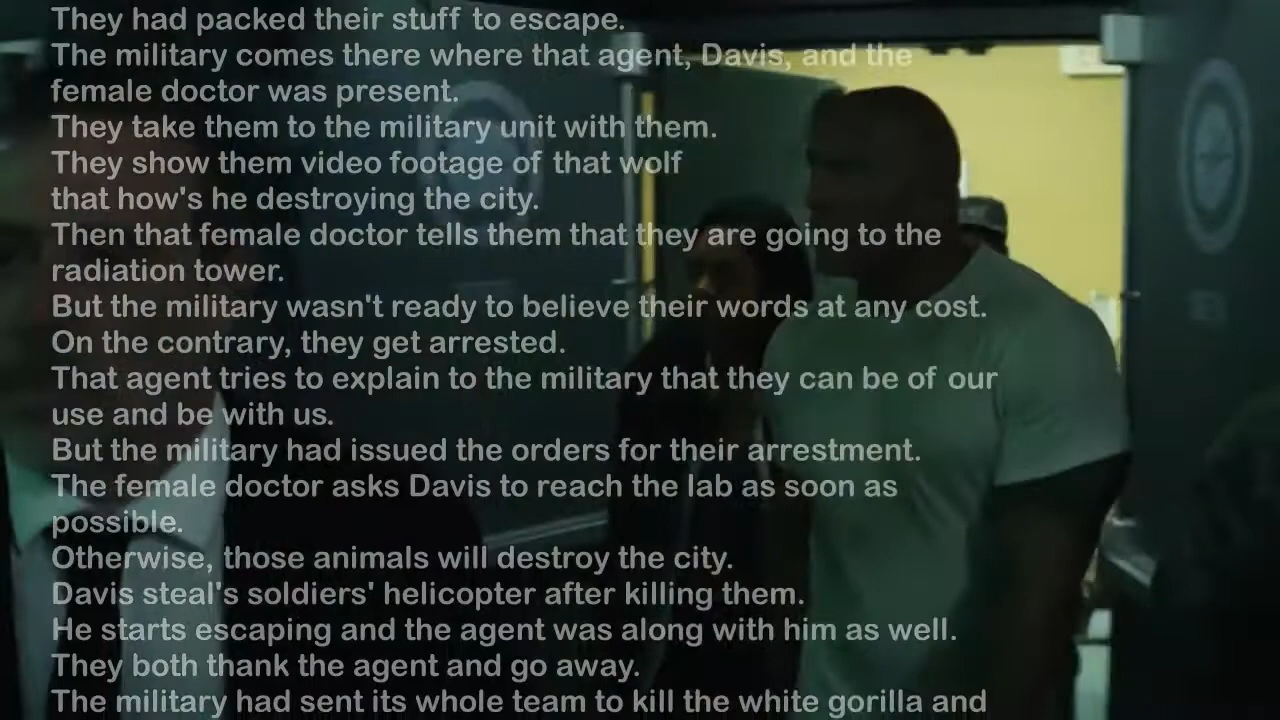 They had packed their stuff to escape.
The military comes there where that agent, Davis, and the
female doctor was present.
They take them to the military unit with them.
They show them video footage of that wolf
that how's he destroying the city.
Then that female doctor tells them that they are going to the
radiation tower.
But the military wasn't ready to believe their words at any cost.
On the contrary, they get arrested.
That agent tries to explain to the military that they can be of our
use and be with us.
But the military had issued the orders for their arrestment.
The female doctor asks Davis to reach the lab as soon as
possible.
Otherwise, those animals will destroy the city.
Davis steal's soldiers' helicopter after killing them.
He starts escaping and the agent was along with him as well.
They both thank the agent and go away.
The military had sent its whole team to kill the white gorilla and